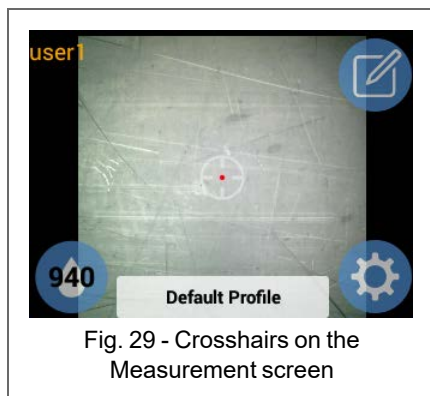 user1
940
Default Profile
Fig. 29 - Crosshairs on the
Measurement screen